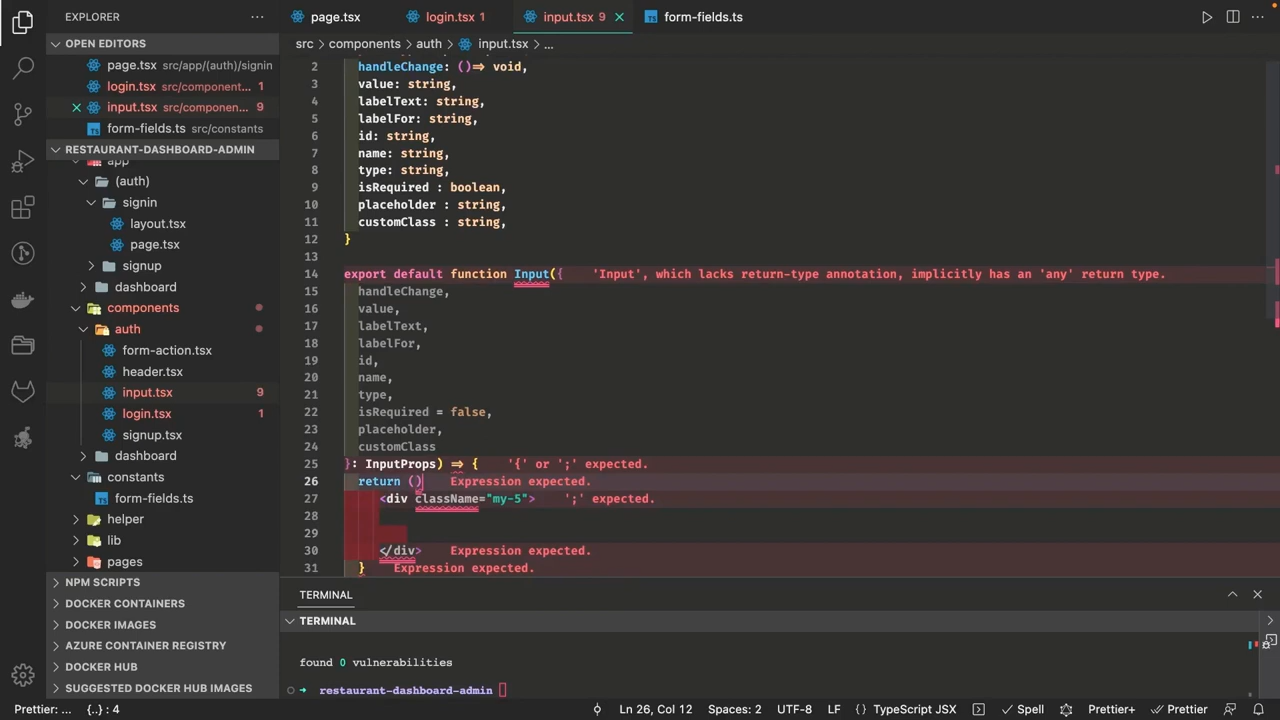 EXPLORER
OPEN EDITORS
page.tsx src/app/(auth)/signin
login.tsx src/component... 1
input.tsx src/componen... 9
form-fields.ts src/constants
RESTAURANT-DASHBOARD-ADMIN
app
(auth)
signin
layout.tsx
page.tsx
signup
dashboard
components
auth
form-action.tsx
header.tsx
input.tsx 9
login.tsx 1
signup.tsx
dashboard
constants
form-fields.ts
helper
lib
pages
NPM SCRIPTS
DOCKER CONTAINERS
DOCKER IMAGES
AZURE CONTAINER REGISTRY
DOCKER HUB
SUGGESTED DOCKER HUB IMAGES
page.tsx login.tsx 1 input.tsx 9 form-fields.ts
src > components > auth > input.tsx > ...
2 handleChange: ()=> void,
3 value: string,
4 labelText: string,
5 labelFor: string,
6 id: string,
7 name: string,
8 type: string,
9 isRequired : boolean,
10 placeholder : string,
11 customClass : string,
12 }
13
14 export default function Input({ 'Input', which lacks return-type annotation, implicitly has an 'any' return type.
15 handleChange,
16 value,
17 labelText,
18 labelFor,
19 id,
20 name,
21 type,
22 isRequired = false,
23 placeholder,
24 customClass
25 }: InputProps) => { '{' or ';' expected.
26 return () Expression expected.
27 <div className="my-5"> ';' expected.
28
29
30 </div> Expression expected.
31 } Expression expected.
TERMINAL
TERMINAL
found 0 vulnerabilities
restaurant-dashboard-admin
Prettier: ... {..} : 4 Ln 26, Col 12 Spaces: 2 UTF-8 LF {} TypeScript JSX Spell Prettier+ Prettier